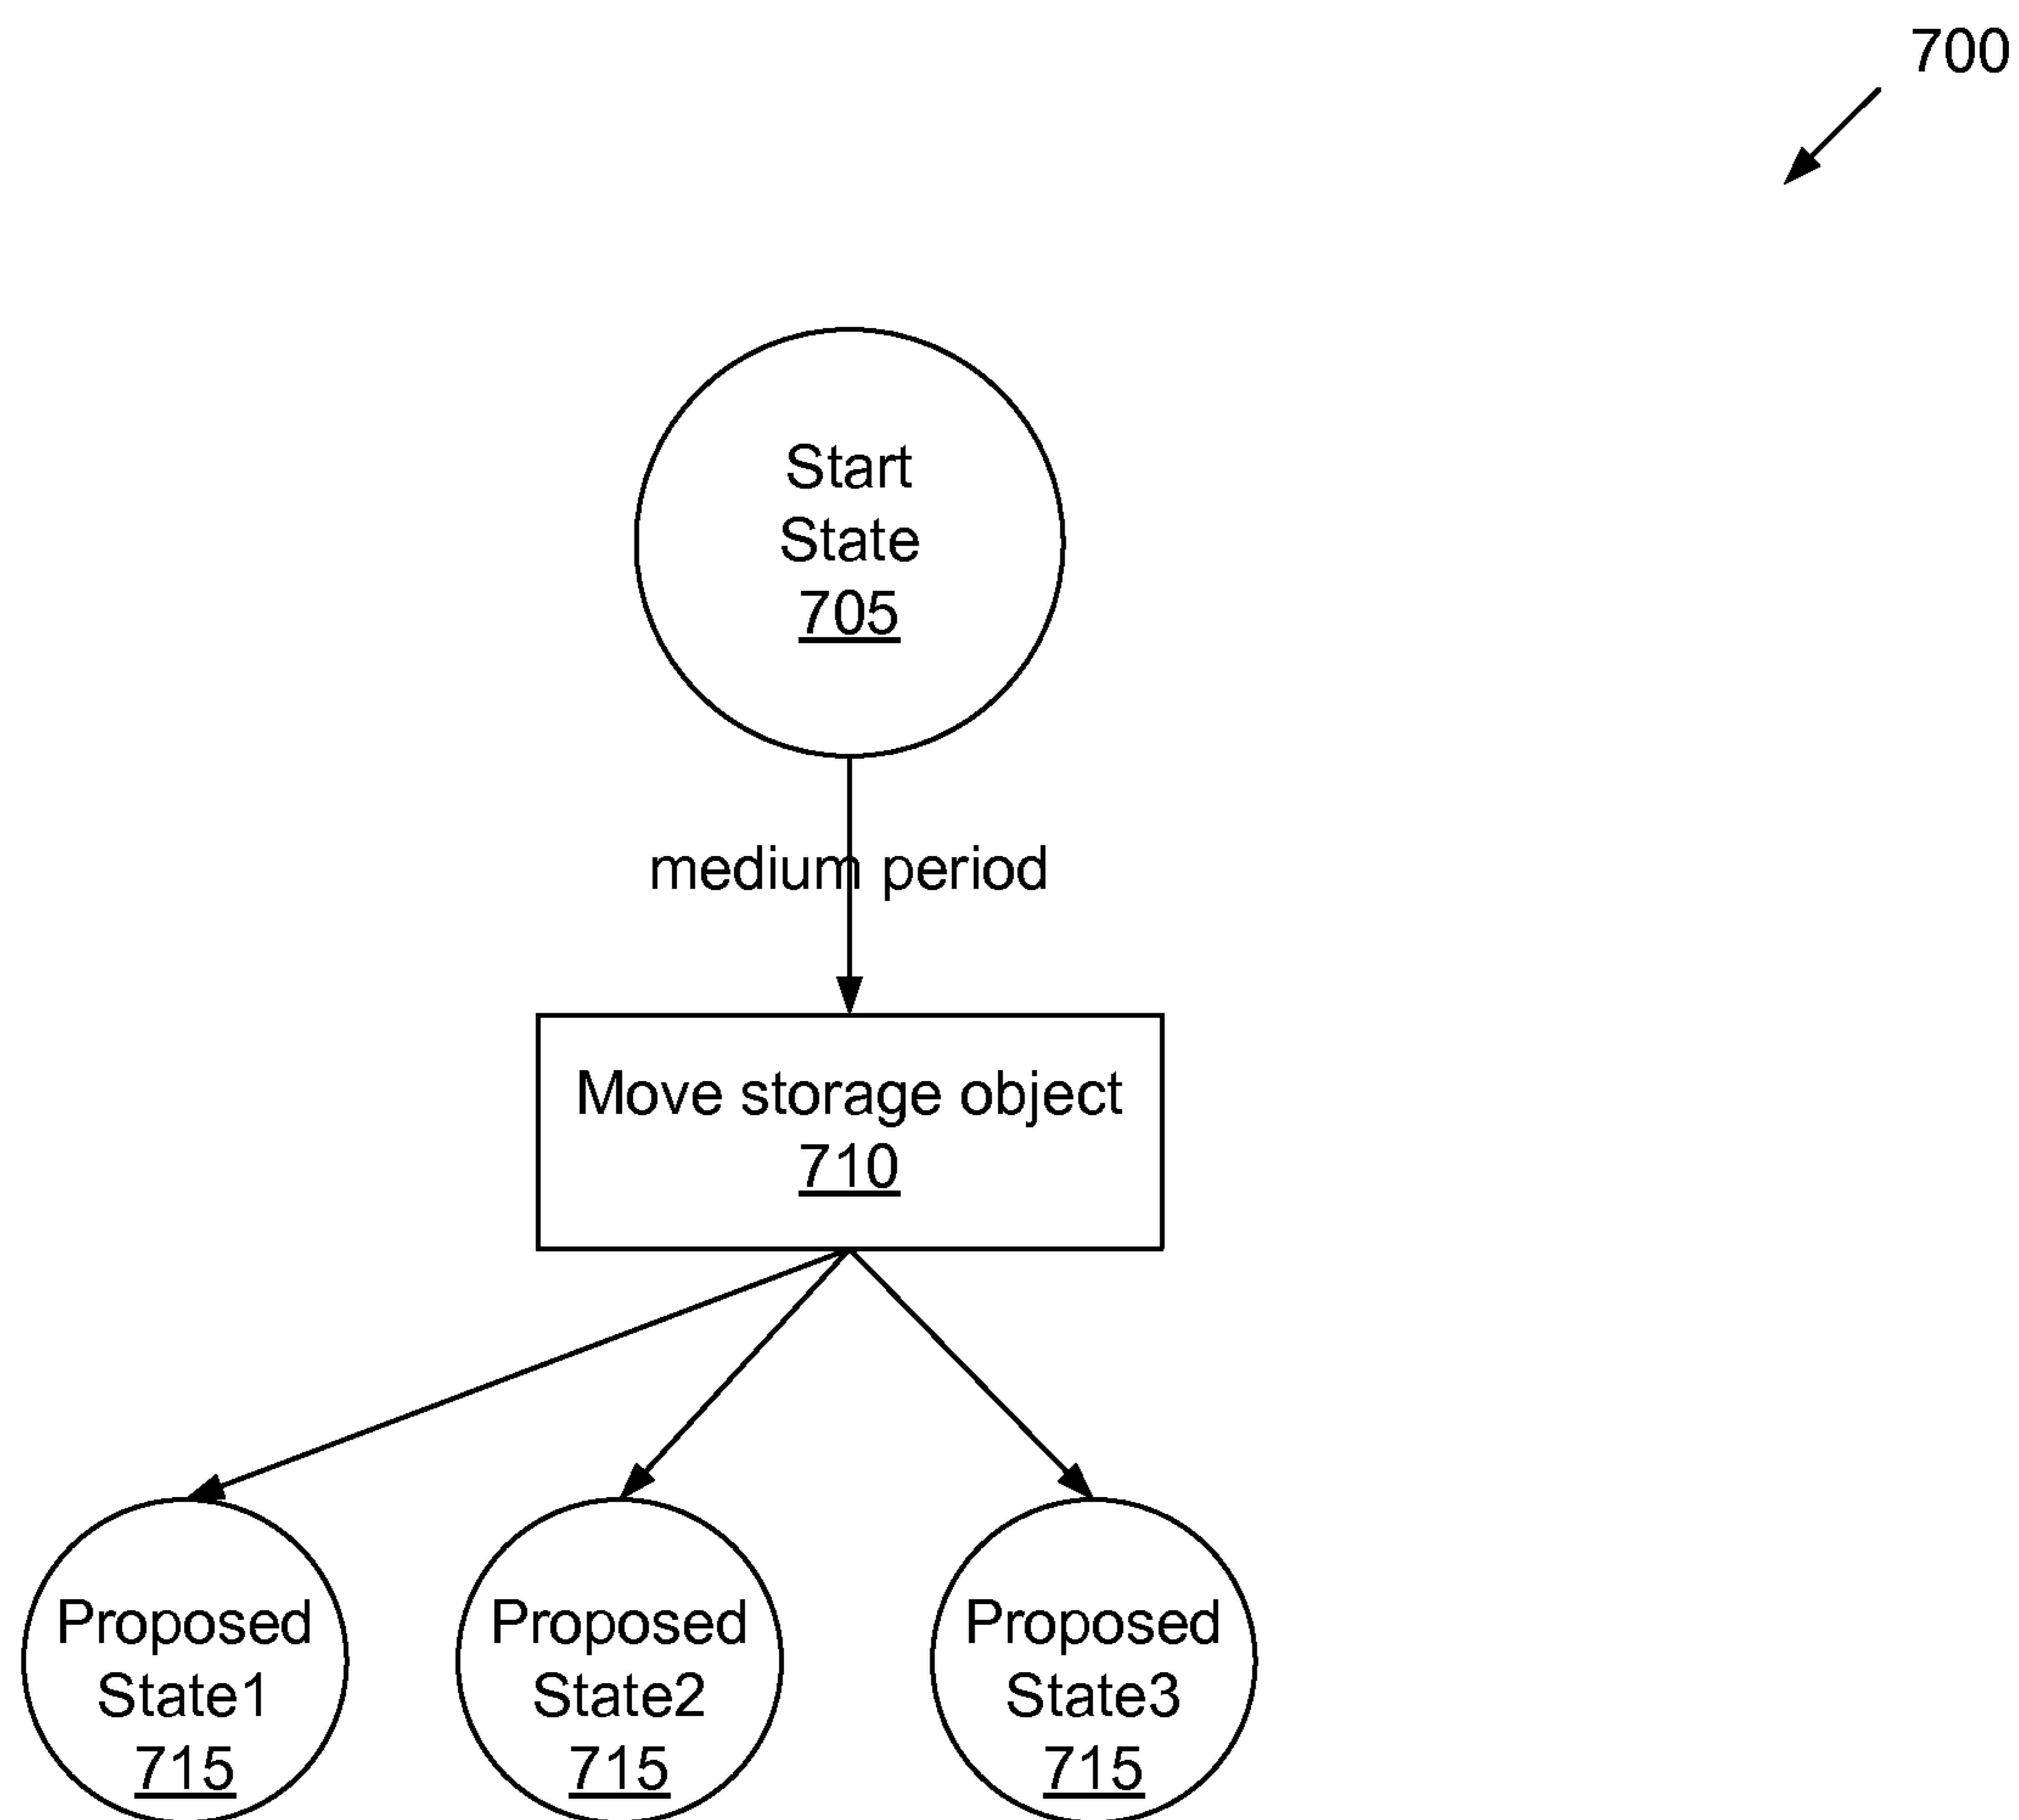 700
Start
State
705
medium period
Move storage object
710
Proposed
State1
715
Proposed
State2
715
Proposed
State3
715